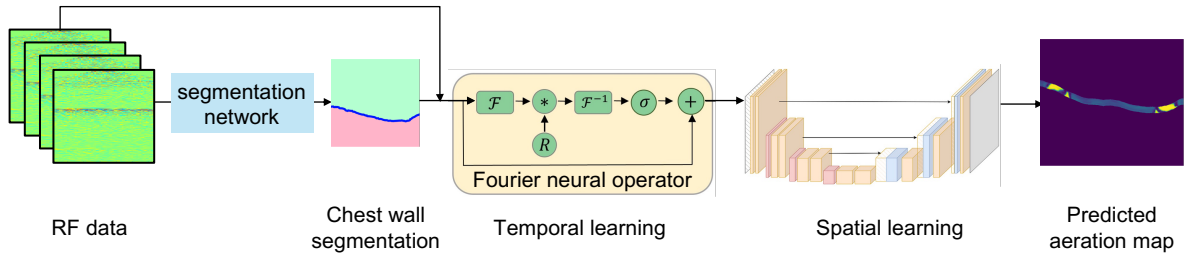 segmentation
network
ℱ
*
ℱ⁻¹
σ
+
R
Fourier neural operator
RF data
Chest wall
segmentation
Temporal learning
Spatial learning
Predicted
aeration map